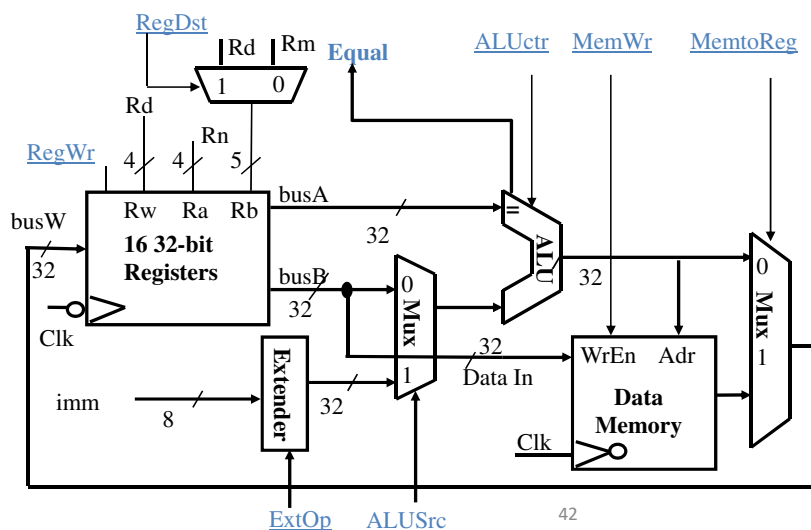 RegDst
Rd Rm
Equal
ALUctr
MemWr
MemtoReg
1 0
Rd
Rn
RegWr
4 4 5
busW
Rw Ra Rb
busA
=
32
16 32-bit
Registers
32
ALU
32
0
Mux
1
busB
32
0
Mux
1
Clk
32
Data In
WrEn Adr
Data
Memory
Clk
imm
8
Extender
32
ExtOp
ALUSrc
42